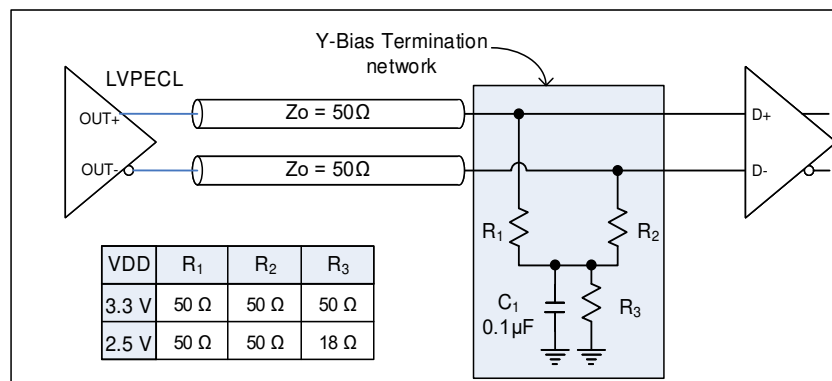 Y-Bias Termination
network
LVPECL
OUT+
Zo = 50Ω
D+
OUT-
Zo = 50Ω
D-
R1
R2
VDD R1 R2 R3
3.3 V 50 Ω 50 Ω 50 Ω
2.5 V 50 Ω 50 Ω 18 Ω
C1
0.1µF
R3